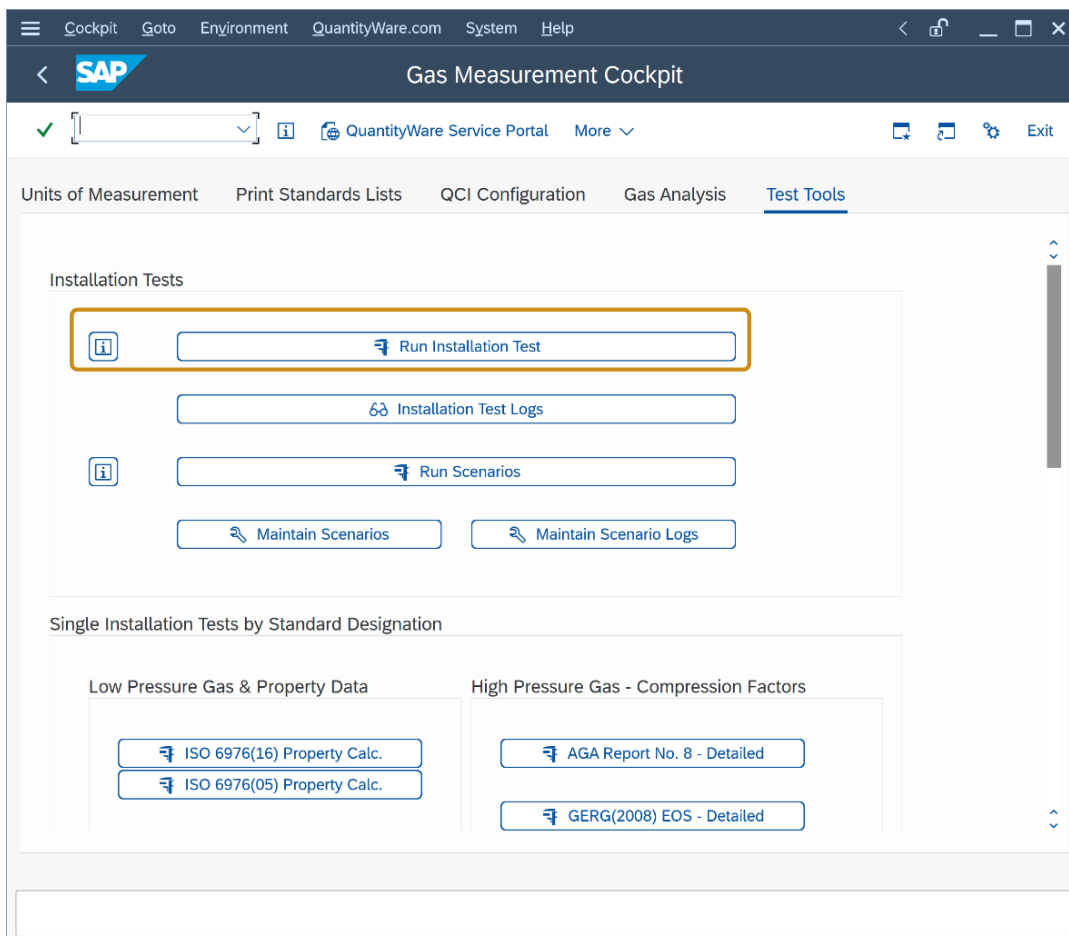 Cockpit Goto Environment QuantityWare.com System Help
SAP Gas Measurement Cockpit
QuantityWare Service Portal More Exit
Units of Measurement Print Standards Lists QCI Configuration Gas Analysis Test Tools
Installation Tests
Run Installation Test
Installation Test Logs
Run Scenarios
Maintain Scenarios Maintain Scenario Logs
Single Installation Tests by Standard Designation
Low Pressure Gas & Property Data High Pressure Gas - Compression Factors
ISO 6976(16) Property Calc. AGA Report No. 8 - Detailed
ISO 6976(05) Property Calc.
GERG(2008) EOS - Detailed